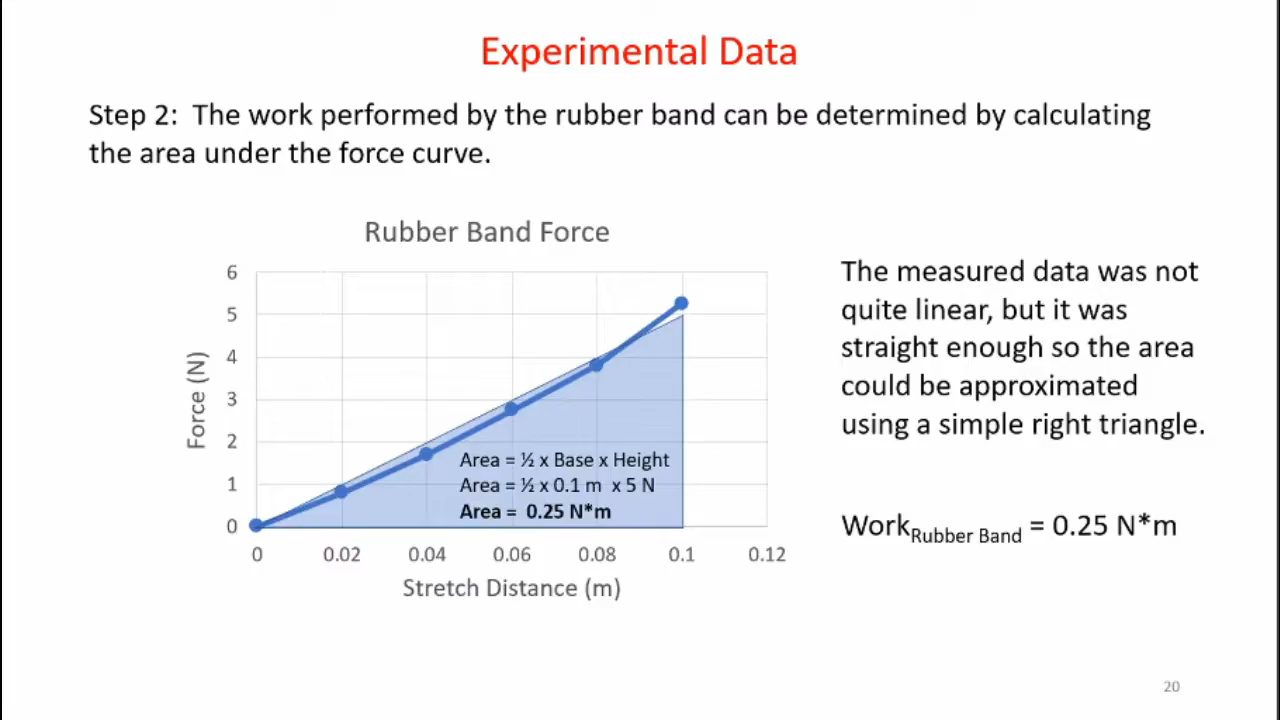 Experimental Data
Step 2:  The work performed by the rubber band can be determined by calculating
the area under the force curve.
Rubber Band Force
6
5
4
3
2
1
0
Force (N)
0 0.02 0.04 0.06 0.08 0.1 0.12
Stretch Distance (m)
Area = ½ x Base x Height
Area = ½ x 0.1 m  x 5 N
Area =  0.25 N*m
The measured data was not
quite linear, but it was
straight enough so the area
could be approximated
using a simple right triangle.
Work Rubber Band = 0.25 N*m
20